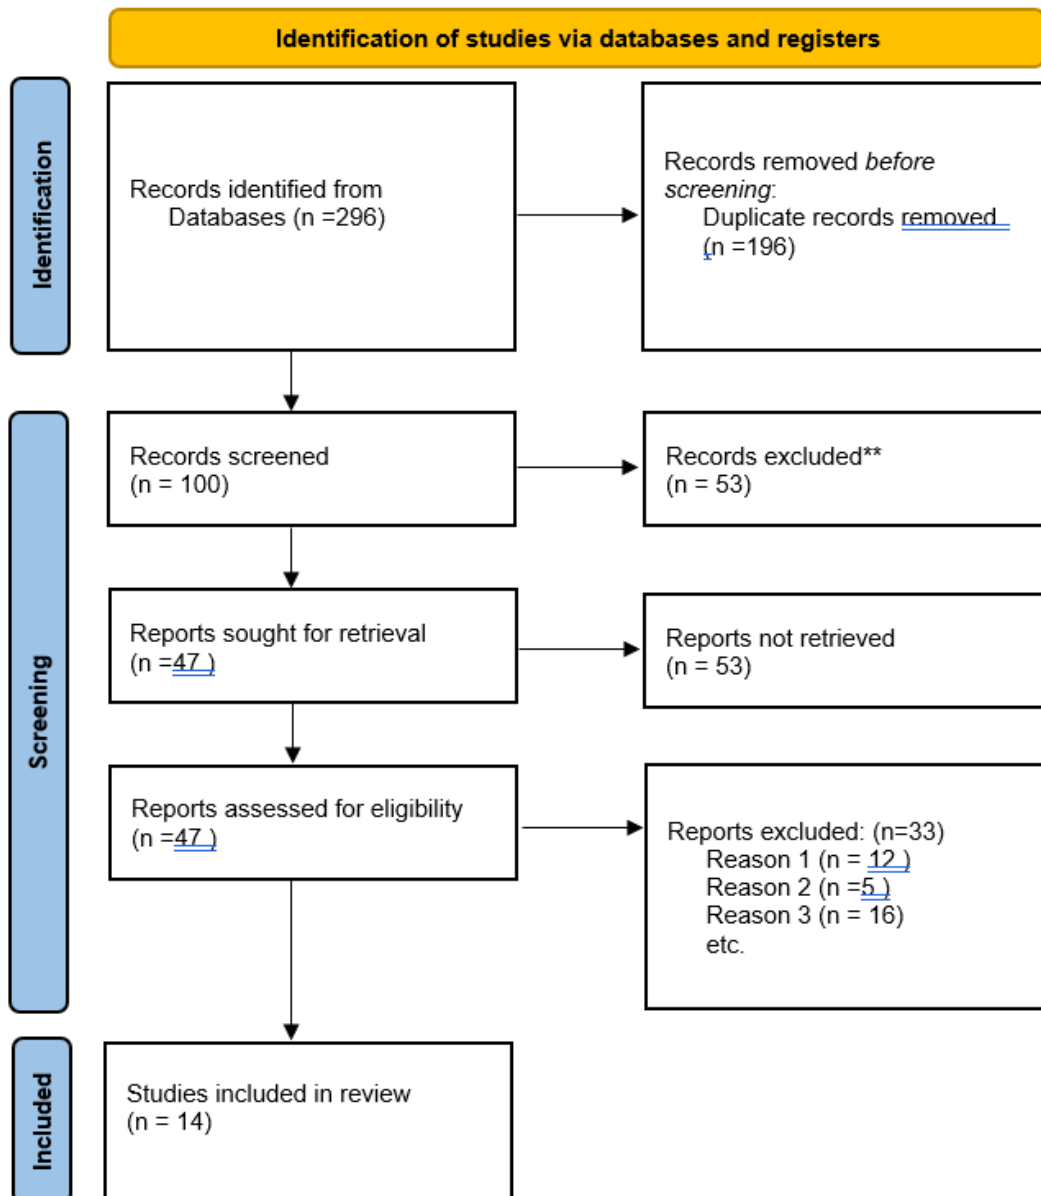 Identification of studies via databases and registers
Identification
Records identified from
Databases (n =296)
Records removed before
screening:
Duplicate records removed
(n =196)
Screening
Records screened
(n = 100)
Records excluded**
(n = 53)
Reports sought for retrieval
(n =47 )
Reports not retrieved
(n = 53)
Reports assessed for eligibility
(n =47 )
Reports excluded: (n=33)
Reason 1 (n = 12 )
Reason 2 (n =5 )
Reason 3 (n = 16)
etc.
Included
Studies included in review
(n = 14)